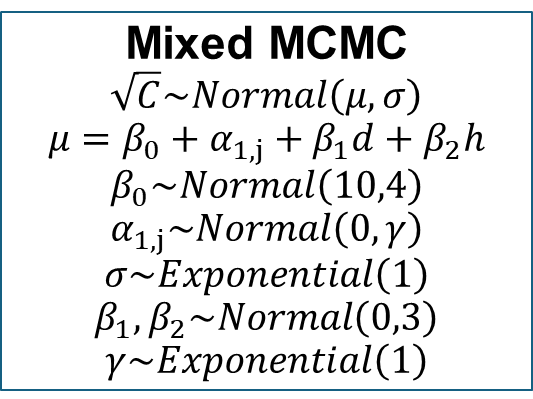 Mixed MCMC
√C~Normal(μ, σ)
μ = β₀ + α₁,ⱼ + β₁d + β₂h
β₀~Normal(10,4)
α₁,ⱼ~Normal(0, γ)
σ~Exponential(1)
β₁, β₂~Normal(0,3)
γ~Exponential(1)